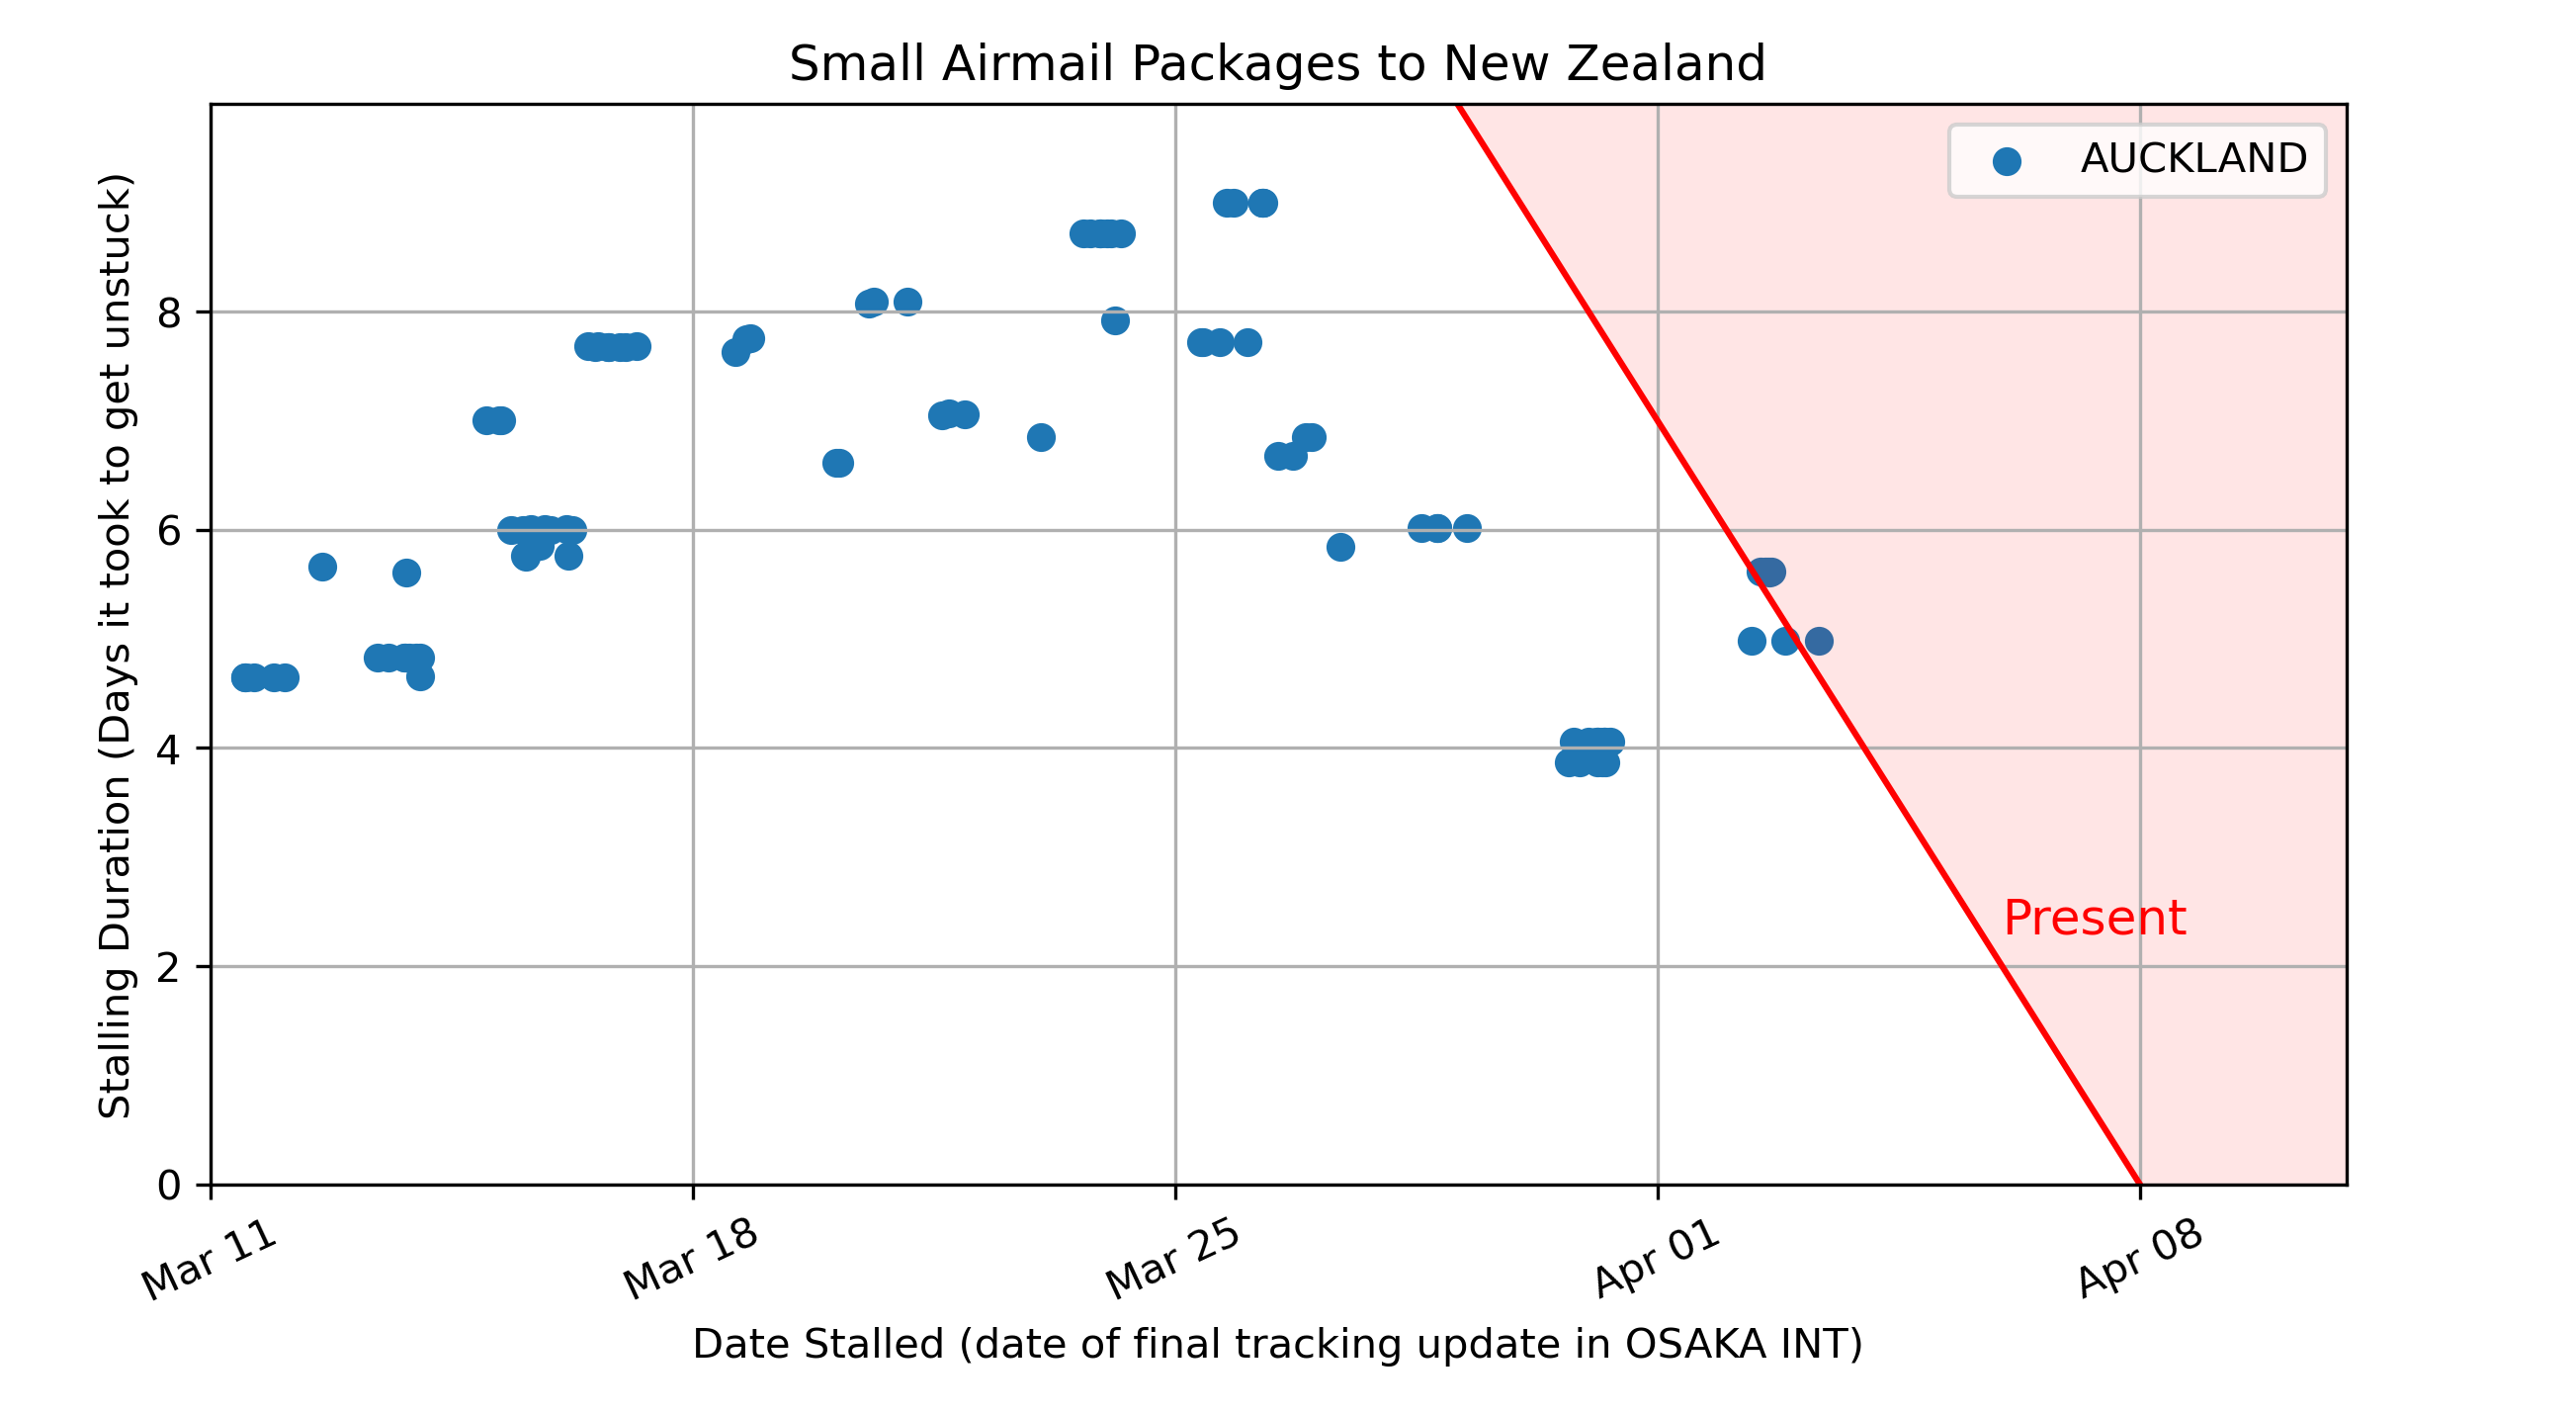 Small Airmail Packages to New Zealand
AUCKLAND
Stalling Duration (Days it took to get unstuck)
8
6
4
2
0
Present
Mar 11
Mar 18
Mar 25
Apr 01
Apr 08
Date Stalled (date of final tracking update in OSAKA INT)